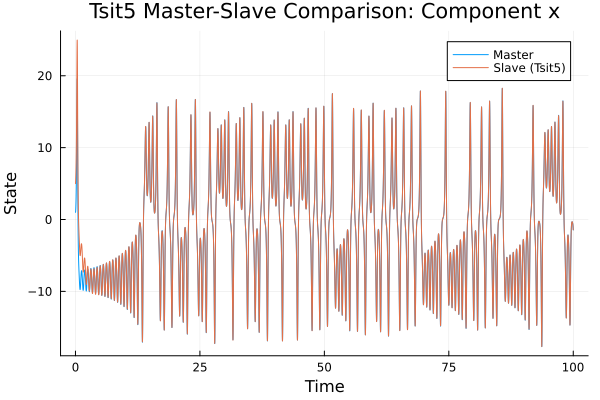 Tsit5 Master-Slave Comparison: Component x
Master
Slave (Tsit5)
State
20
10
0
−10
0
25
50
75
100
Time